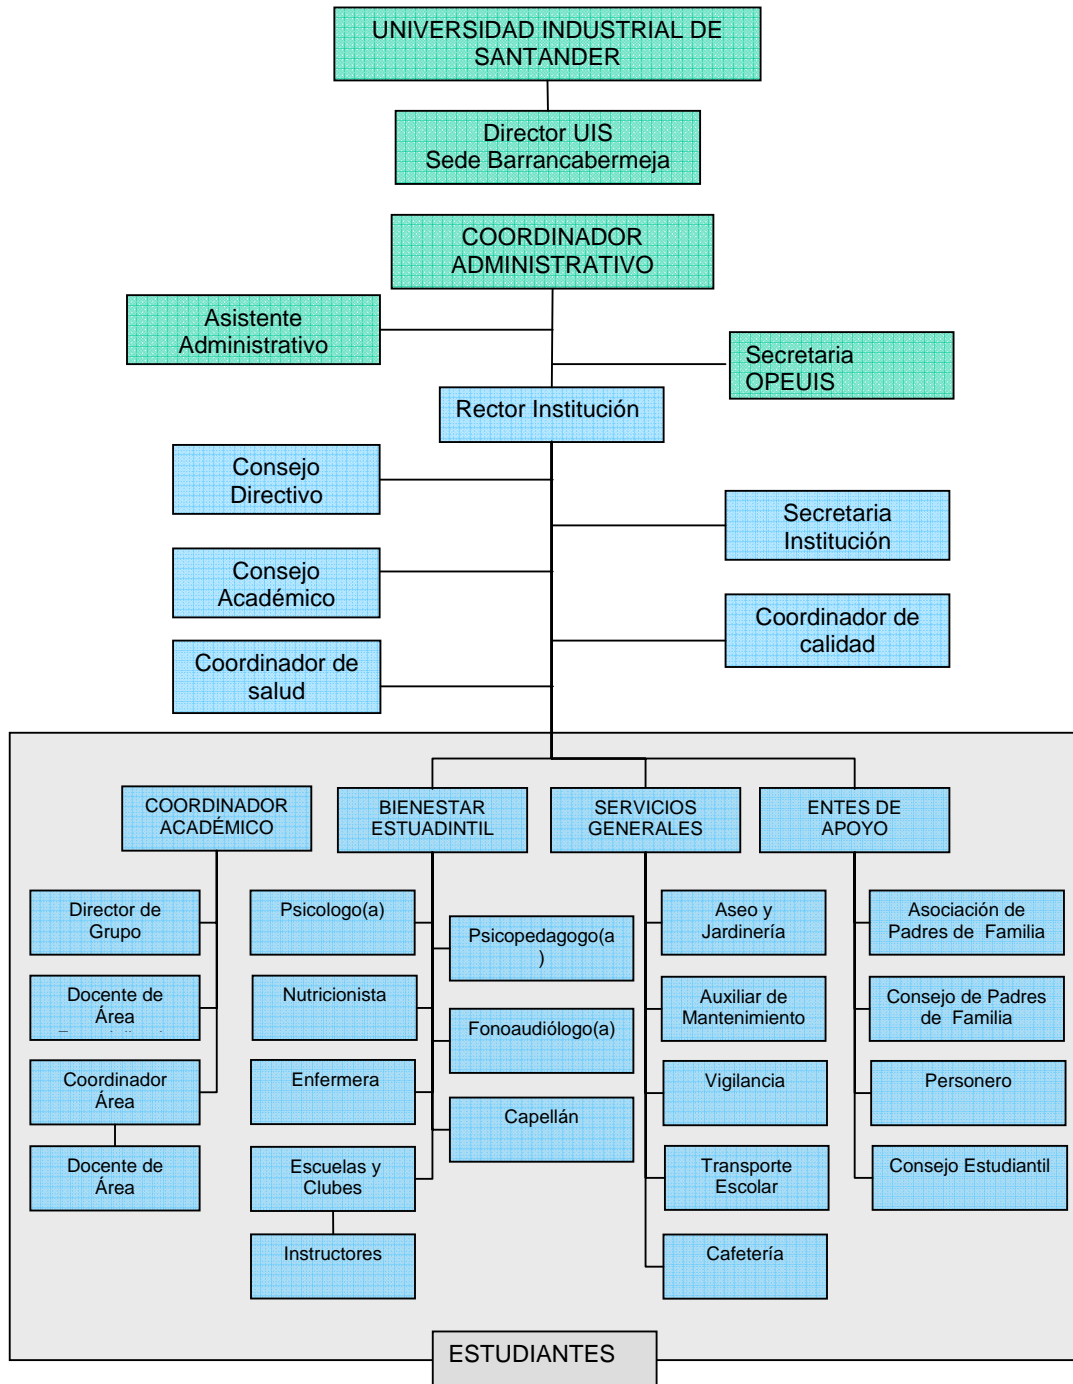 UNIVERSIDAD INDUSTRIAL DE
SANTANDER
Director UIS
Sede Barrancabermeja
COORDINADOR
ADMINISTRATIVO
Asistente
Administrativo
Secretaria
OPEUIS
Rector Institución
Consejo
Directivo
Secretaria
Institución
Consejo
Académico
Coordinador de
calidad
Coordinador de
salud
COORDINADOR
ACADÉMICO
BIENESTAR
ESTUADINTIL
SERVICIOS
GENERALES
ENTES DE
APOYO
Director de
Grupo
Docente de
Área
Coordinador
Área
Docente de
Área
Psicologo(a)
Psicopedagogo(a
)
Nutricionista
Fonoaudiólogo(a)
Enfermera
Capellán
Escuelas y
Clubes
Instructores
Aseo y
Jardinería
Auxiliar de
Mantenimiento
Vigilancia
Transporte
Escolar
Cafetería
Asociación de
Padres de  Familia
Consejo de Padres
de  Familia
Personero
Consejo Estudiantil
ESTUDIANTES